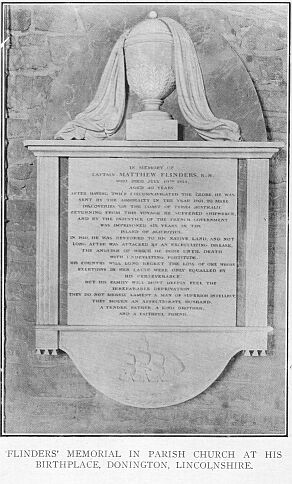 IN MEMORY OF
CAPTAIN MATTHEW FLINDERS, R.N.
WHO DIED JULY 19TH 1814,
AGED 40 YEARS
AFTER HAVING TWICE CIRCUMNAVIGATED THE GLOBE, HE WAS
SENT BY THE ADMIRALTY IN THE YEAR 1801, TO MAKE
DISCOVERIES ON THE COAST OF TERRA AUSTRALIS
RETURNING FROM THIS VOYAGE HE SUFFERED SHIPWRECK,
AND BY THE INJUSTICE OF THE FRENCH GOVERNMENT
WAS IMPRISONED SIX YEARS IN THE
ISLAND OF MAURITIUS.
IN 1810, HE WAS RESTORED TO HIS NATIVE LAND, AND NOT
LONG AFTER WAS ATTACKED BY AN EXCRUCIATING DISEASE,
THE ANGUISH OF WHICH HE BORE UNTIL DEATH
WITH UNDEVIATING FORTITUDE.
HIS COUNTRY WILL LONG REGRET THE LOSS OF ONE WHOSE
EXERTIONS IN HER CAUSE WERE ONLY EQUALLED BY
HIS PERSEVERANCE
BUT HIS FAMILY WILL MOST DEEPLY FEEL THE
IRREPARABLE DEPRIVATION
THEY DO NOT MERELY LAMENT A MAN OF SUPERIOR INTELLECT,
THEY MOURN AN AFFECTIONATE HUSBAND,
A TENDER FATHER, A KIND BROTHER,
AND A FAITHFUL FRIEND.
FLINDERS' MEMORIAL IN PARISH CHURCH AT HIS
BIRTHPLACE, DONINGTON, LINCOLNSHIRE.